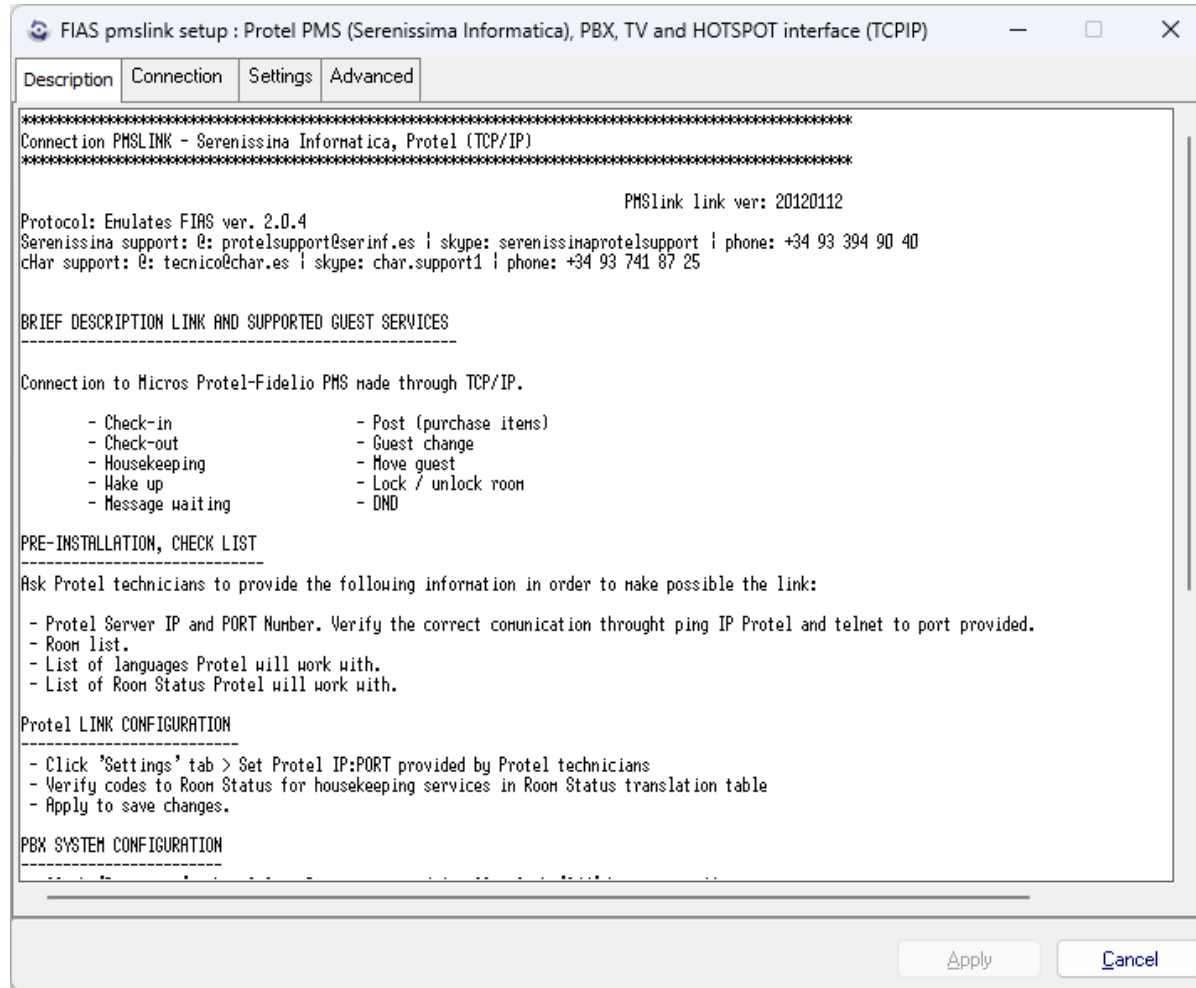 FIAS pmslink setup : Protel PMS (Serenissima Informatica), PBX, TV and HOTSPOT interface (TCPIP)
Description Connection Settings Advanced
****************************************************************************************************
Connection PMSLINK - Serenissima Informatica, Protel (TCP/IP)
****************************************************************************************************
PMSlink link ver: 20120112
Protocol: Emulates FIAS ver. 2.0.4
Serenissima support: @: protelsupport@serinf.es | skype: serenissimaprotelsupport | phone: +34 93 394 90 40
cHar support: @: tecnico@char.es | skype: char.support1 | phone: +34 93 741 87 25
BRIEF DESCRIPTION LINK AND SUPPORTED GUEST SERVICES
----------------------------------------------------
Connection to Micros Protel-Fidelio PMS made through TCP/IP.
- Check-in - Post (purchase items)
- Check-out - Guest change
- Housekeeping - Move guest
- Wake up - Lock / unlock room
- Message waiting - DND
PRE-INSTALLATION, CHECK LIST
-----------------------------
Ask Protel technicians to provide the following information in order to make possible the link:
- Protel Server IP and PORT Number. Verify the correct comunication throught ping IP Protel and telnet to port provided.
- Room list.
- List of languages Protel will work with.
- List of Room Status Protel will work with.
Protel LINK CONFIGURATION
--------------------------
- Click 'Settings' tab > Set Protel IP:PORT provided by Protel technicians
- Verify codes to Room Status for housekeeping services in Room Status translation table
- Apply to save changes.
PBX SYSTEM CONFIGURATION
------------------------
Apply Cancel